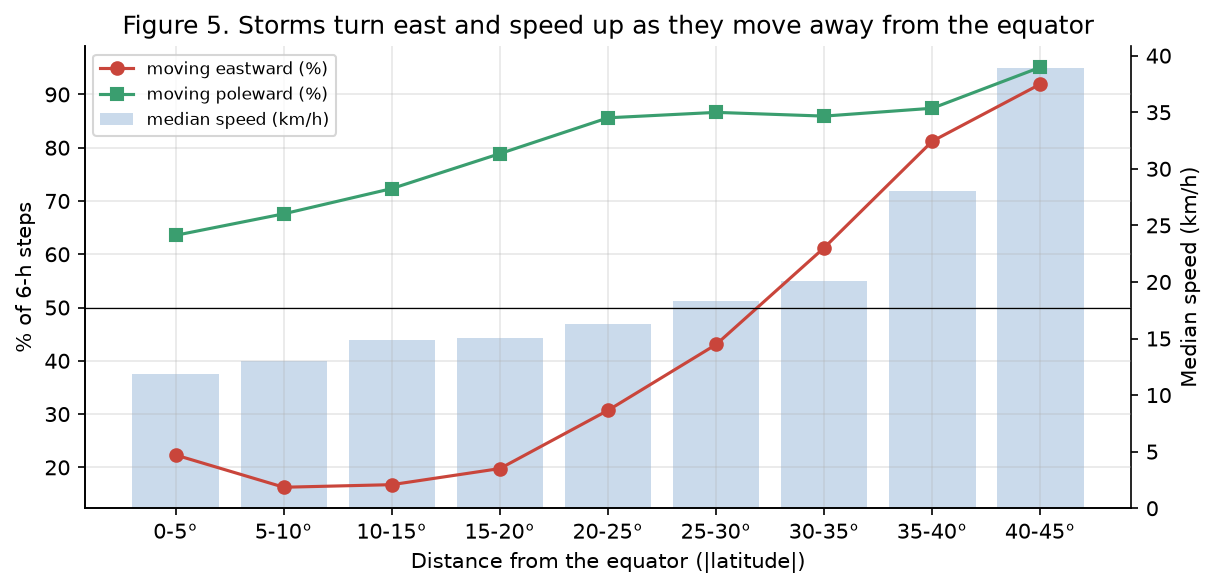 Figure 5. Storms turn east and speed up as they move away from the equator
moving eastward (%)
moving poleward (%)
median speed (km/h)
% of 6-h steps
90
80
70
60
50
40
30
20
40
35
30
25
20
15
10
5
0
Median speed (km/h)
0-5° 5-10° 10-15° 15-20° 20-25° 25-30° 30-35° 35-40° 40-45°
Distance from the equator (|latitude|)